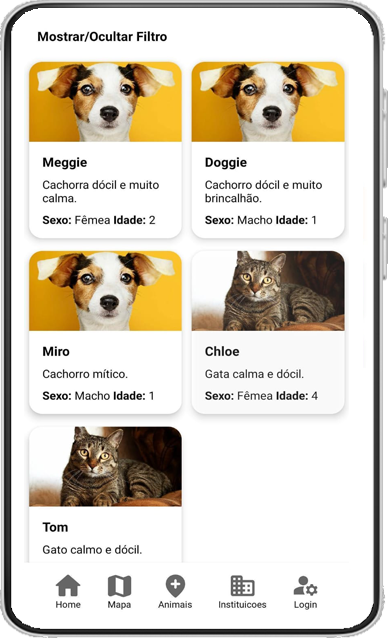 Mostrar/Ocultar Filtro
Meggie
Cachorra dócil e muito
calma.
Sexo: Fêmea Idade: 2
Doggie
Cachorro dócil e muito
brincalhão.
Sexo: Macho Idade: 1
Miro
Cachorro mítico.
Sexo: Macho Idade: 1
Chloe
Gata calma e dócil.
Sexo: Fêmea Idade: 4
Tom
Gato calmo e dócil.
Home
Mapa
Animais
Instituicoes
Login